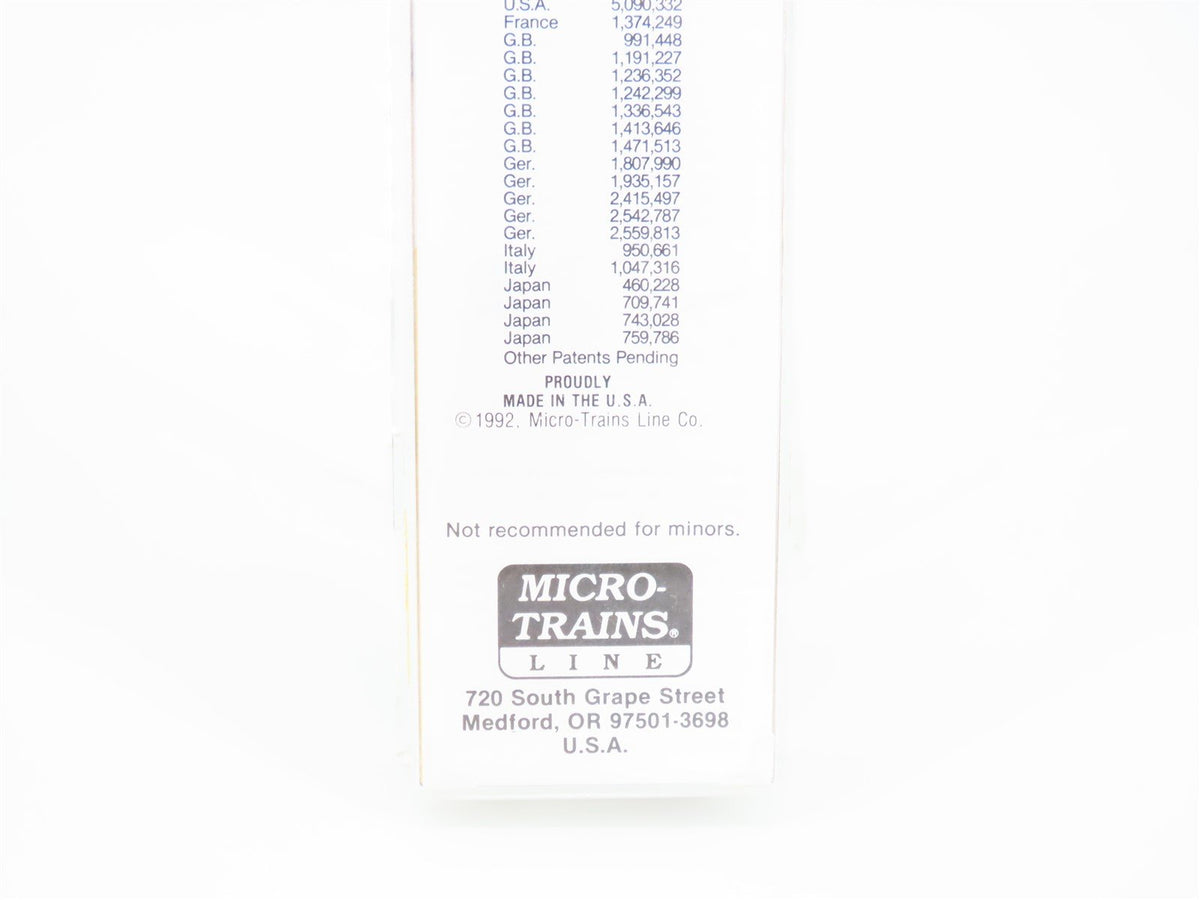 U.S.A. 5,090,332
France 1,374,249
G.B. 991,448
G.B. 1,191,227
G.B. 1,236,352
G.B. 1,242,299
G.B. 1,336,543
G.B. 1,413,646
G.B. 1,471,513
Ger. 1,807,990
Ger. 1,935,157
Ger. 2,415,497
Ger. 2,542,787
Ger. 2,559,813
Italy 950,661
Italy 1,047,316
Japan 460,228
Japan 709,741
Japan 743,028
Japan 759,786
Other Patents Pending
PROUDLY
MADE IN THE U.S.A.
©1992, Micro-Trains Line Co.
Not recommended for minors.
MICRO-
TRAINS®
LINE
720 South Grape Street
Medford, OR 97501-3698
U.S.A.